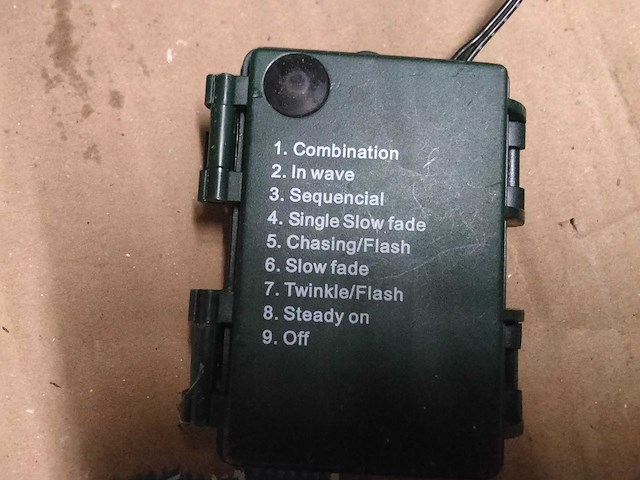 1. Combination
2. In wave
3. Sequencial
4. Single Slow fade
5. Chasing/Flash
6. Slow fade
7. Twinkle/Flash
8. Steady on
9. Off